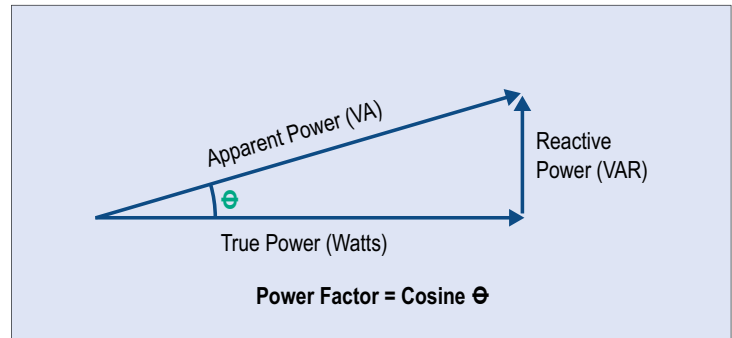 Apparent Power (VA)
Reactive
Power (VAR)
ϴ
True Power (Watts)
Power Factor = Cosine ϴ